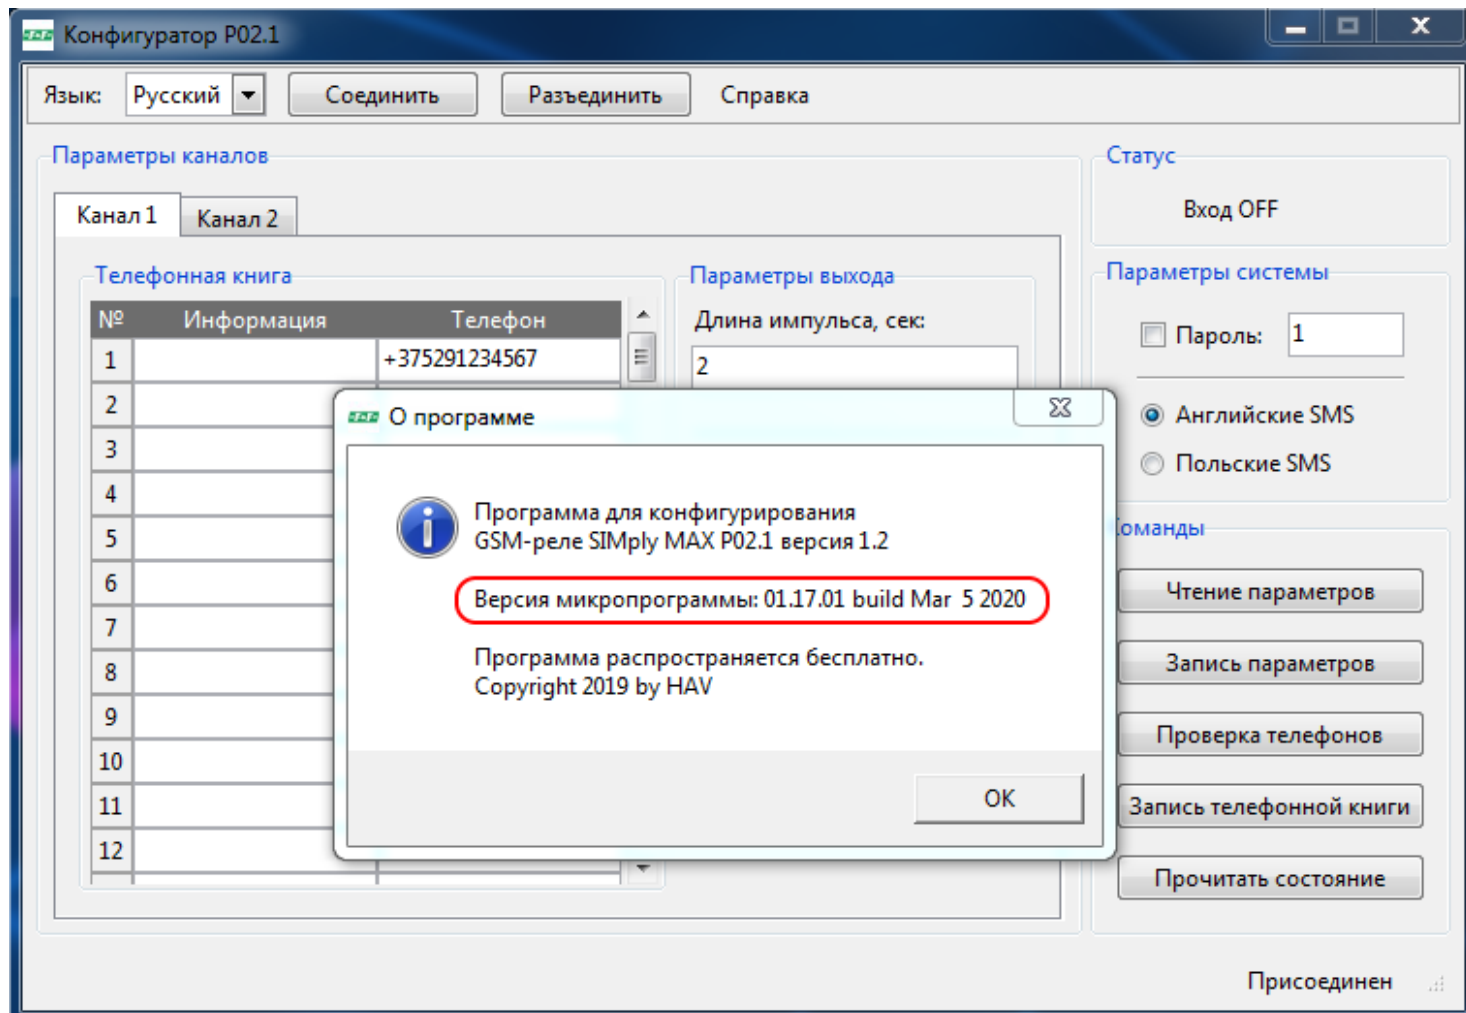 Конфигуратор P02.1
Язык: Русский Соединить Разъединить Справка
Параметры каналов
Канал 1 Канал 2
Телефонная книга
№ Информация Телефон
1 +375291234567
2
3
4
5
6
7
8
9
10
11
12
Параметры выхода
Длина импульса, сек:
2
О программе
Программа для конфигурирования
GSM-реле SIMply MAX P02.1 версия 1.2
Версия микропрограммы: 01.17.01 build Mar 5 2020
Программа распространяется бесплатно.
Copyright 2019 by HAV
OK
Статус
Вход OFF
Параметры системы
Пароль: 1
Английские SMS
Польские SMS
Команды
Чтение параметров
Запись параметров
Проверка телефонов
Запись телефонной книги
Прочитать состояние
Присоединен